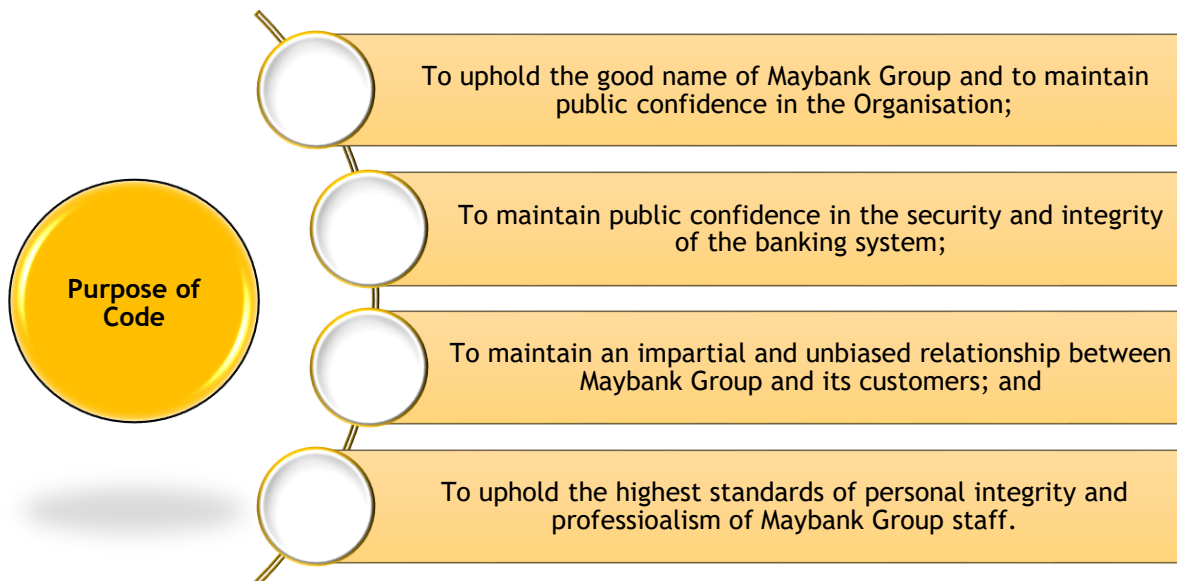 Purpose of
Code
To uphold the good name of Maybank Group and to maintain
public confidence in the Organisation;
To maintain public confidence in the security and integrity
of the banking system;
To maintain an impartial and unbiased relationship between
Maybank Group and its customers; and
To uphold the highest standards of personal integrity and
professioalism of Maybank Group staff.